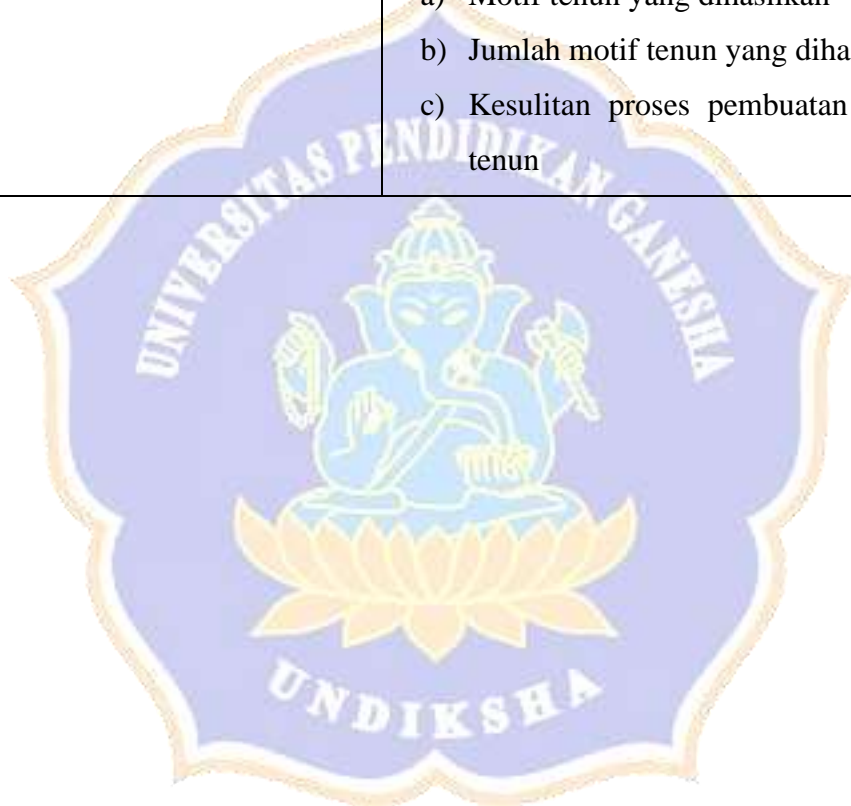 a) Motif tenun yang dihasilkan
b) Jumlah motif tenun yang diha
c) Kesulitan proses pembuatan
tenun
UNIVERSITAS PENDIDIKAN GANESHA
UNDIKSHA